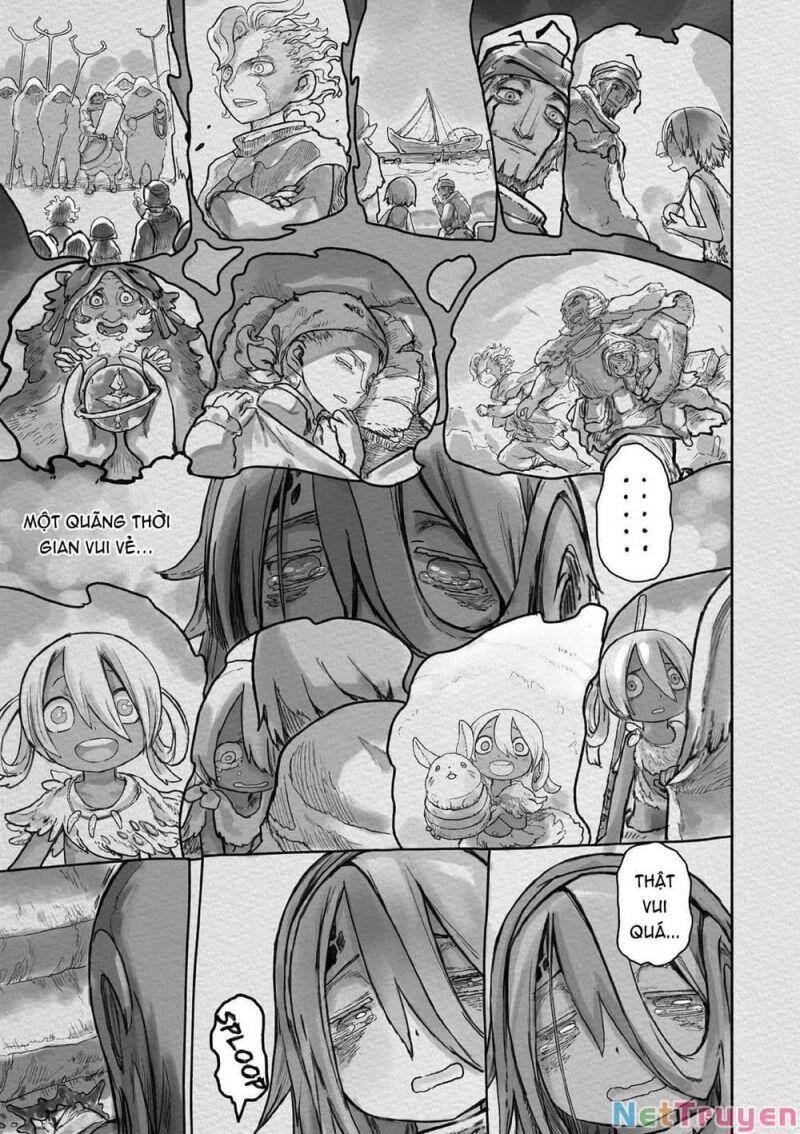 ......
MỘT QUÃNG THỜI
GIAN VUI VẺ...
THẬT
VUI
QUÁ...
SPLOOP
NetTruyen